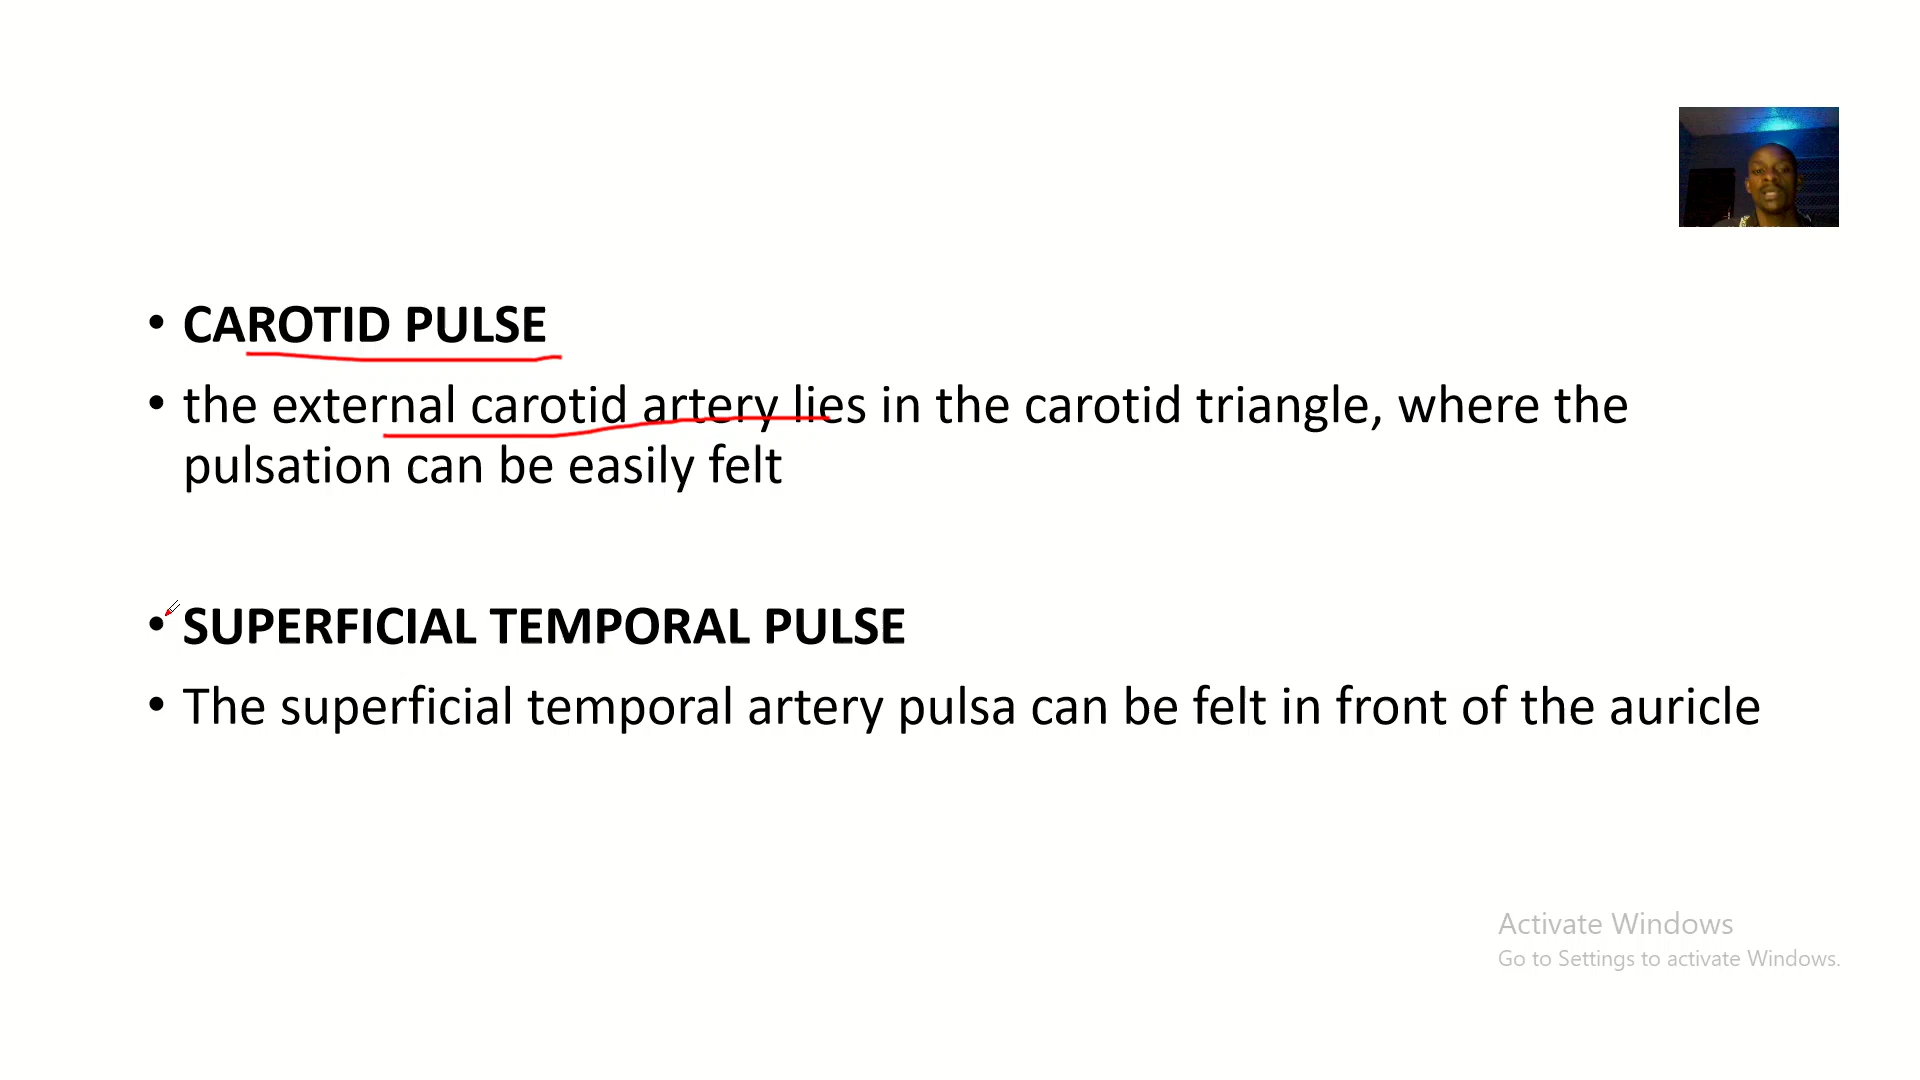 • CAROTID PULSE
• the external carotid artery lies in the carotid triangle, where the
pulsation can be easily felt
• SUPERFICIAL TEMPORAL PULSE
• The superficial temporal artery pulsa can be felt in front of the auricle
Activate Windows
Go to Settings to activate Windows.